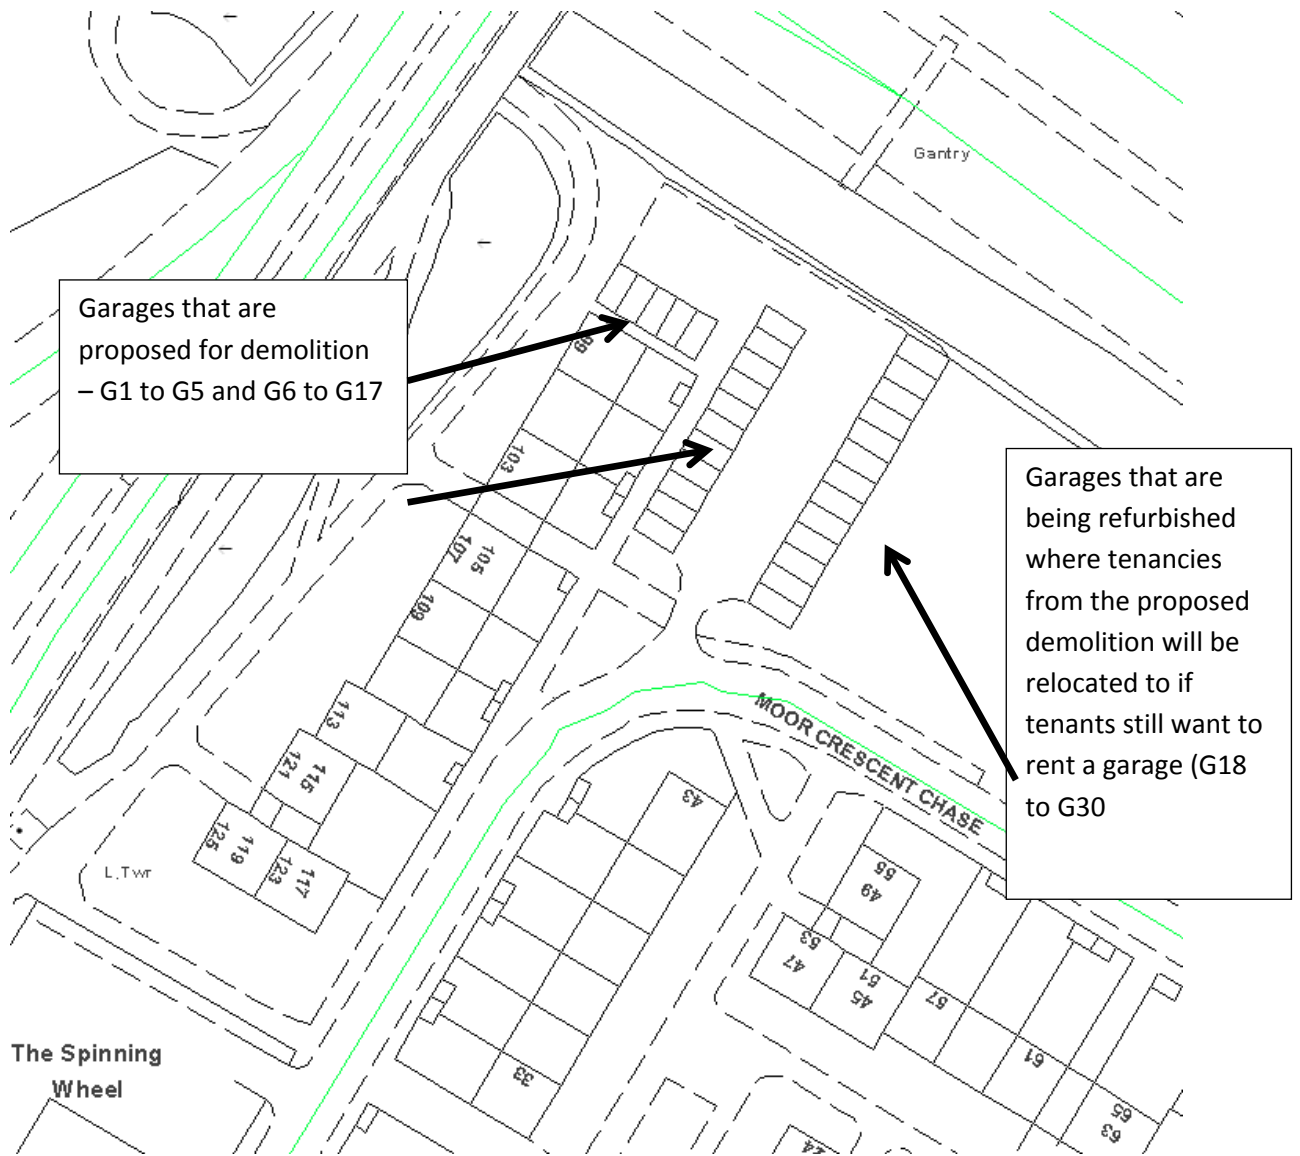 Gantry
Garages that are
proposed for demolition
– G1 to G5 and G6 to G17
99
103
105
107
109
113
115
121
119
125
117
123
L.Twr
Garages that are
being refurbished
where tenancies
from the proposed
demolition will be
relocated to if
tenants still want to
rent a garage (G18
to G30
MOOR CRESCENT CHASE
43
55
49
53
47
51
45
57
61
65
63
33
The Spinning
Wheel
24